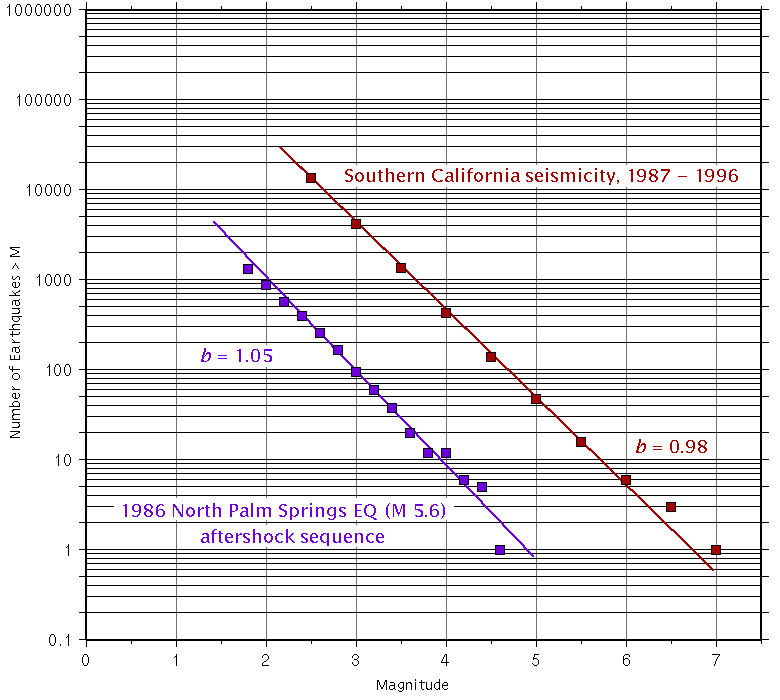 1000000
100000
10000
1000
100
10
1
0.1
Number of Earthquakes > M
Southern California seismicity, 1987 – 1996
b = 1.05
b = 0.98
1986 North Palm Springs EQ (M 5.6)
aftershock sequence
0 1 2 3 4 5 6 7
Magnitude